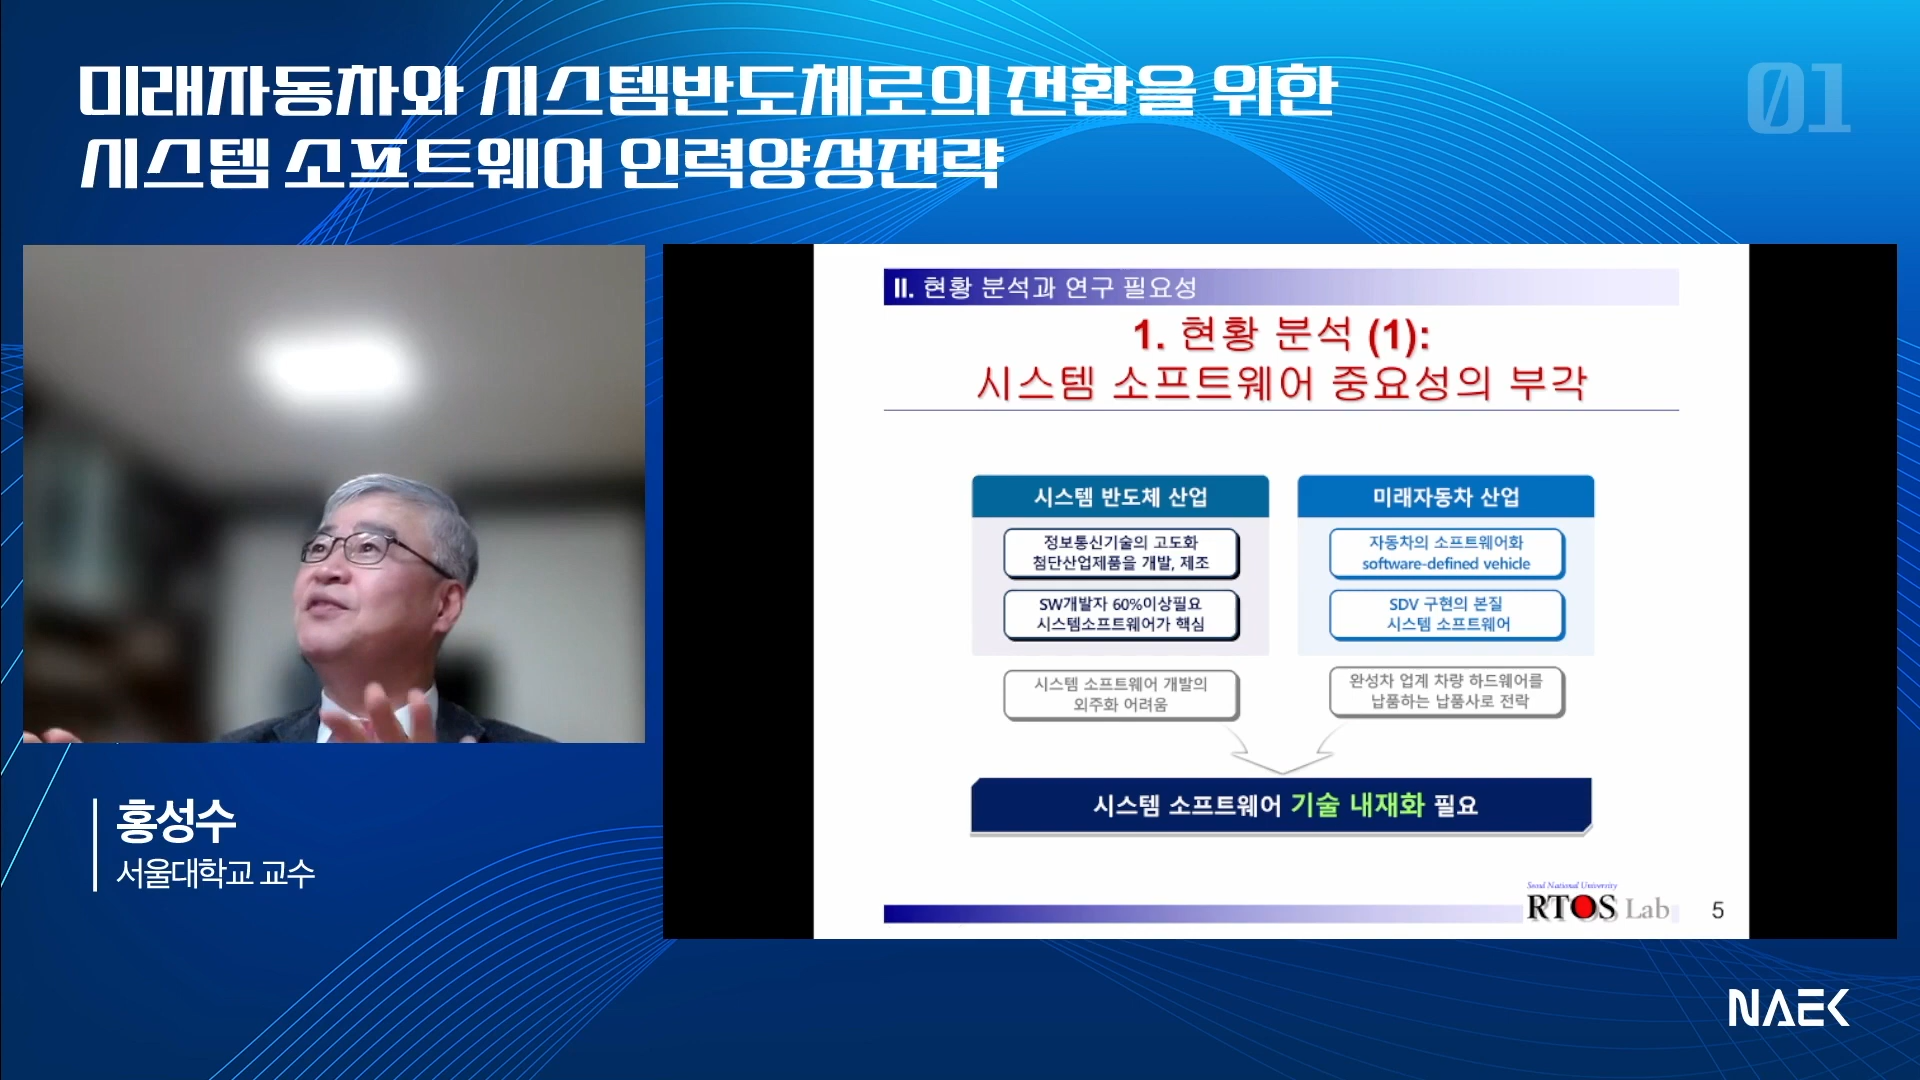 미래자동차와 시스템반도체로의 전환을 위한
시스템 소프트웨어 인력양성전략
01
II. 현황 분석과 연구 필요성
1. 현황 분석 (1):
시스템 소프트웨어 중요성의 부각
시스템 반도체 산업
정보통신기술의 고도화
첨단산업제품을 개발, 제조
SW개발자 60%이상필요
시스템소프트웨어가 핵심
시스템 소프트웨어 개발의
외주화 어려움
미래자동차 산업
자동차의 소프트웨어화
software-defined vehicle
SDV 구현의 본질
시스템 소프트웨어
완성차 업계 차량 하드웨어를
납품하는 납품사로 전락
시스템 소프트웨어 기술 내재화 필요
Seoul National University
RTOS Lab
5
홍성수
서울대학교 교수
NAEK